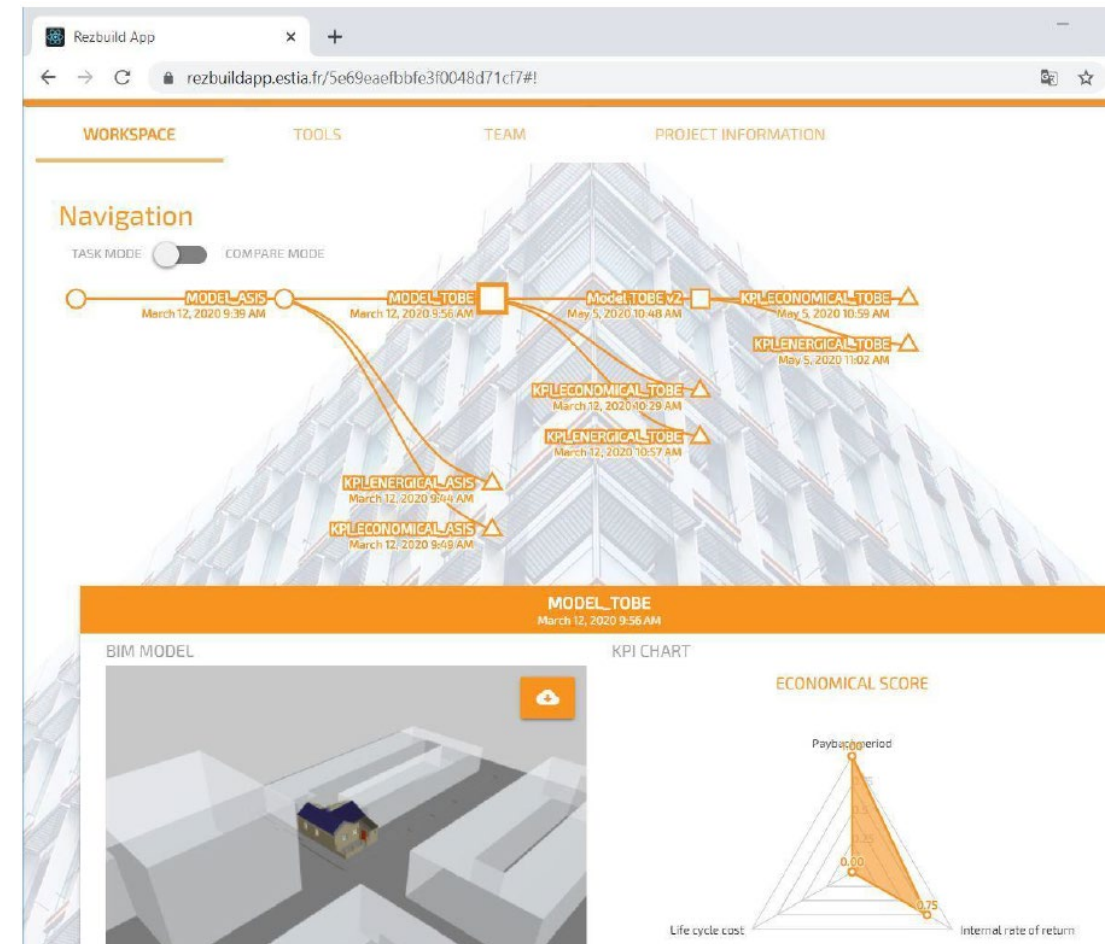 Rezbuild App
rezbuildapp.estia.fr/5e69eaefbbfe3f0048d71cf7#!
WORKSPACE TOOLS TEAM PROJECT INFORMATION
Navigation
TASK MODE COMPARE MODE
MODEL_ASIS MODEL_TOBE Model TOBE v2 KPI_ECONOMICAL_TOBE
March 12, 2020 9:39 AM March 12, 2020 9:56 AM May 5, 2020 10:48 AM May 5, 2020 10:59 AM
KPI_ENERGICAL_TOBE
May 5, 2020 11:02 AM
KPI_ECONOMICAL_TOBE
March 12, 2020 10:29 AM
KPI_ENERGICAL_TOBE
March 12, 2020 10:57 AM
KPI_ENERGICAL_ASIS
March 12, 2020 9:44 AM
KPI_ECONOMICAL_ASIS
March 12, 2020 9:49 AM
MODEL_TOBE
March 12, 2020 9:56 AM
BIM MODEL KPI CHART
ECONOMICAL SCORE
Payback period
1.00
0.00
0.75
Life cycle cost Internal rate of return